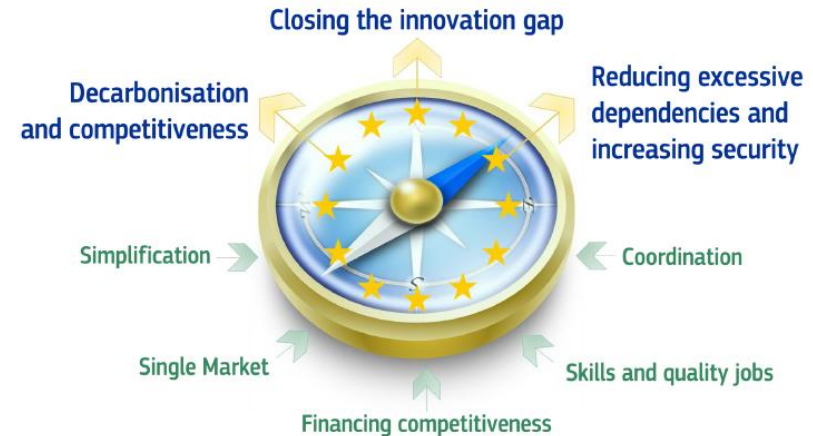 Closing the innovation gap
Decarbonisation
and competitiveness
Reducing excessive
dependencies and
increasing security
Simplification
Coordination
Single Market
Skills and quality jobs
Financing competitiveness
S